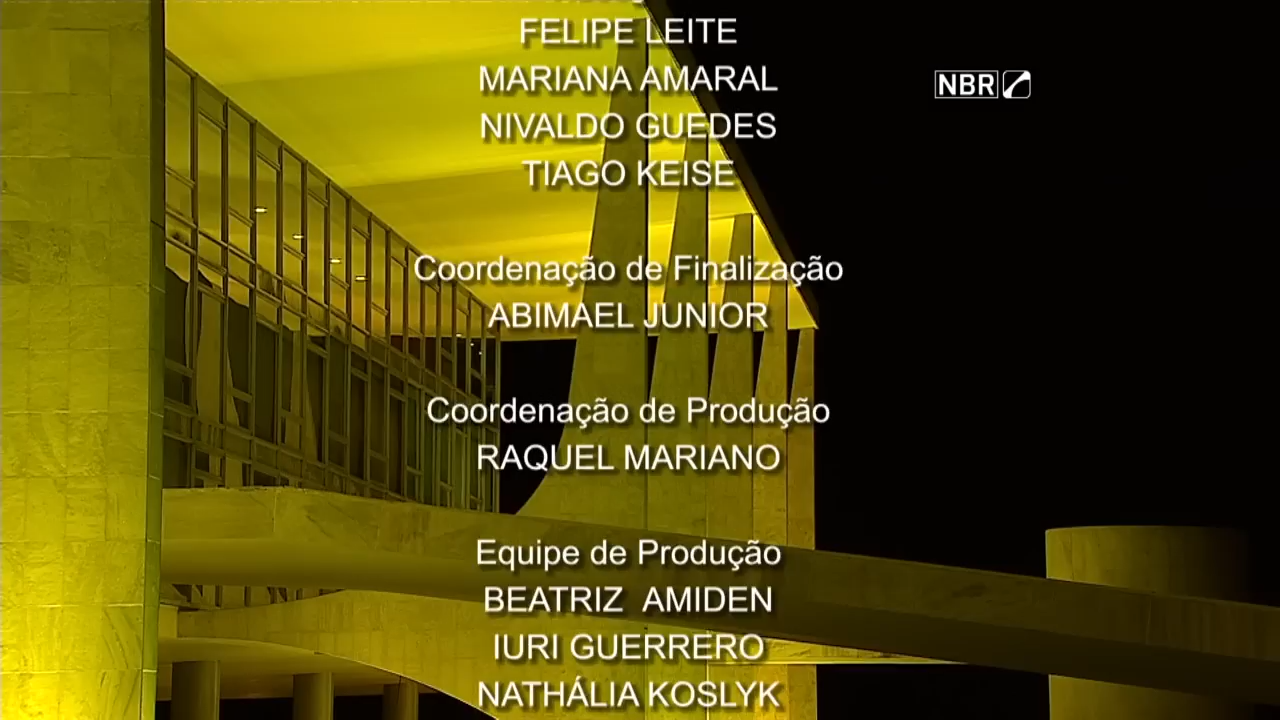 FELIPE LEITE
MARIANA AMARAL
NIVALDO GUEDES
TIAGO KEISE
Coordenação de Finalização
ABIMAEL JUNIOR
Coordenação de Produção
RAQUEL MARIANO
Equipe de Produção
BEATRIZ  AMIDEN
IURI GUERRERO
NATHÁLIA KOSLYK
NBR